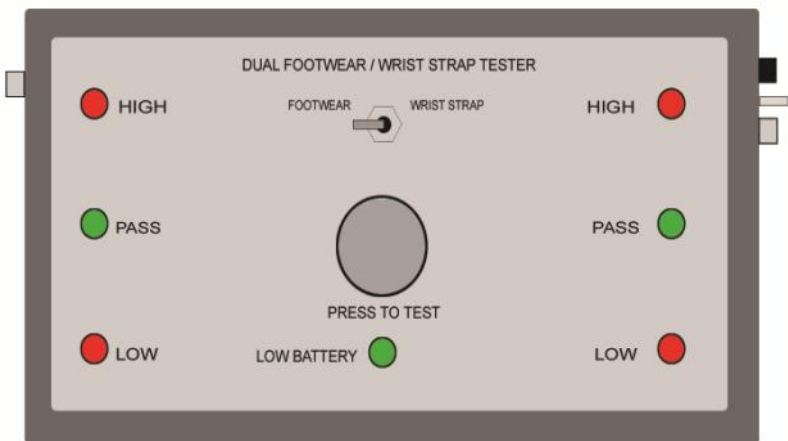 DUAL FOOTWEAR / WRIST STRAP TESTER
FOOTWEAR
WRIST STRAP
HIGH
HIGH
PASS
PASS
PRESS TO TEST
LOW
LOW BATTERY
LOW